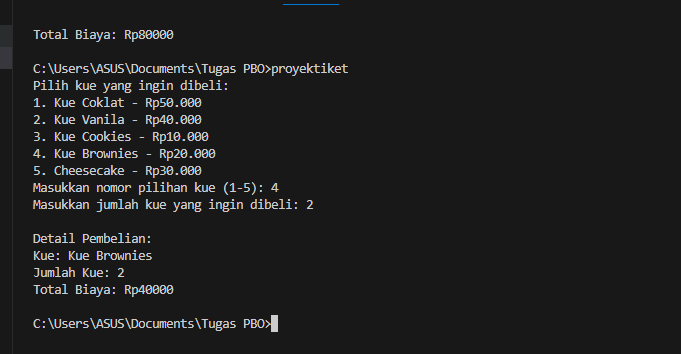 Total Biaya: Rp80000
C:\Users\ASUS\Documents\Tugas PBO>proyektiket
Pilih kue yang ingin dibeli:
1. Kue Coklat - Rp50.000
2. Kue Vanila - Rp40.000
3. Kue Cookies - Rp10.000
4. Kue Brownies - Rp20.000
5. Cheesecake - Rp30.000
Masukkan nomor pilihan kue (1-5): 4
Masukkan jumlah kue yang ingin dibeli: 2
Detail Pembelian:
Kue: Kue Brownies
Jumlah Kue: 2
Total Biaya: Rp40000
C:\Users\ASUS\Documents\Tugas PBO>